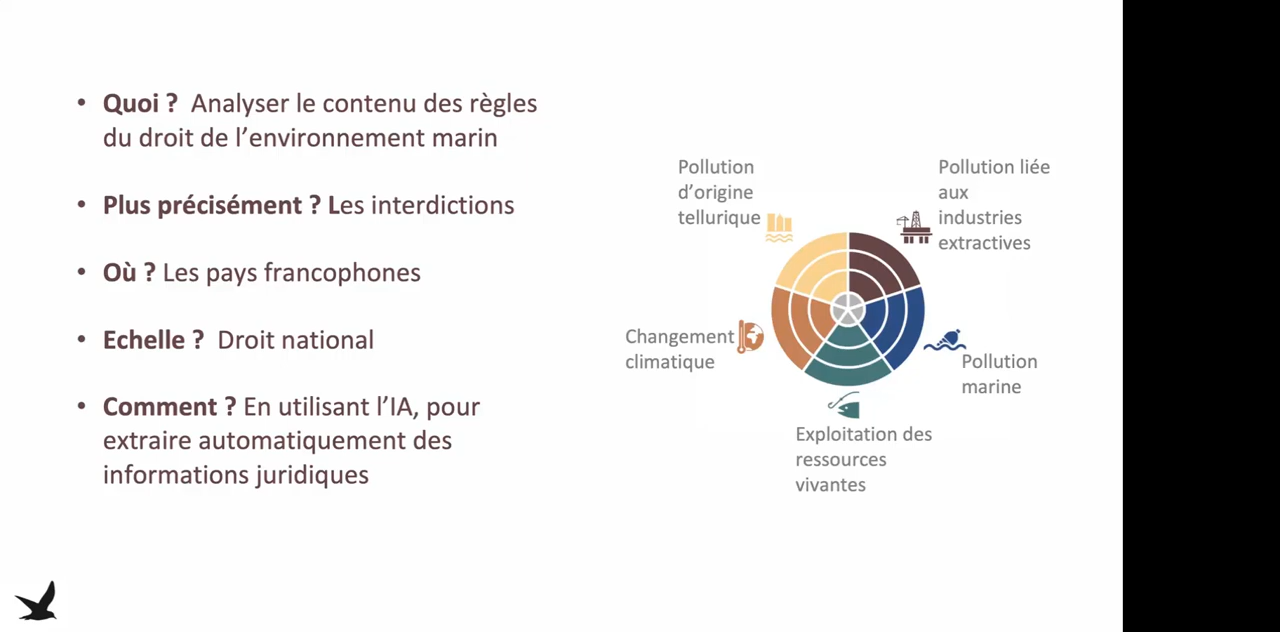 • Quoi ? Analyser le contenu des règles
du droit de l’environnement marin
• Plus précisément ? Les interdictions
• Où ? Les pays francophones
• Echelle ? Droit national
• Comment ? En utilisant l’IA, pour
extraire automatiquement des
informations juridiques
Pollution
d’origine
tellurique
Pollution liée
aux
industries
extractives
Changement
climatique
Pollution
marine
Exploitation des
ressources
vivantes